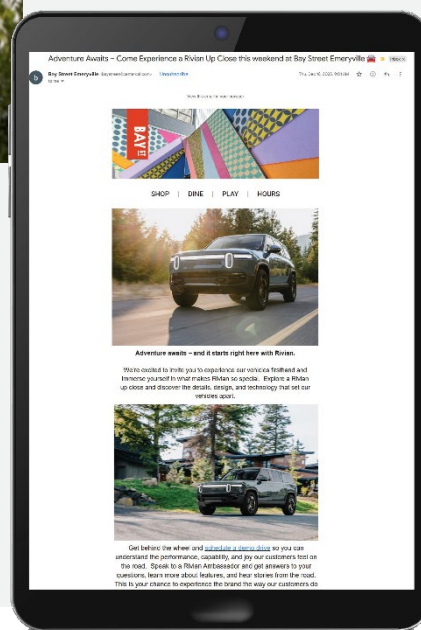 Adventure Awaits – Come Experience a Rivian Up Close this weekend at Bay Street Emeryville
Bay Street Emeryville Unsubscribe
to me
BAY ST
SHOP | DINE | PLAY | HOURS
Adventure awaits – and it starts right here with Rivian.
We're excited to invite you to experience our vehicles firsthand and
immerse yourself in what makes Rivian so special. Explore a Rivian
up close and discover the details, design, and technology that set our
vehicles apart.
Get behind the wheel and schedule a demo drive so you can
understand the performance, capability, and joy our customers feel on
the road. Speak to a Rivian Ambassador and get answers to your
questions, learn more about features, and hear stories from the road.
This is your chance to experience the brand the way our customers do